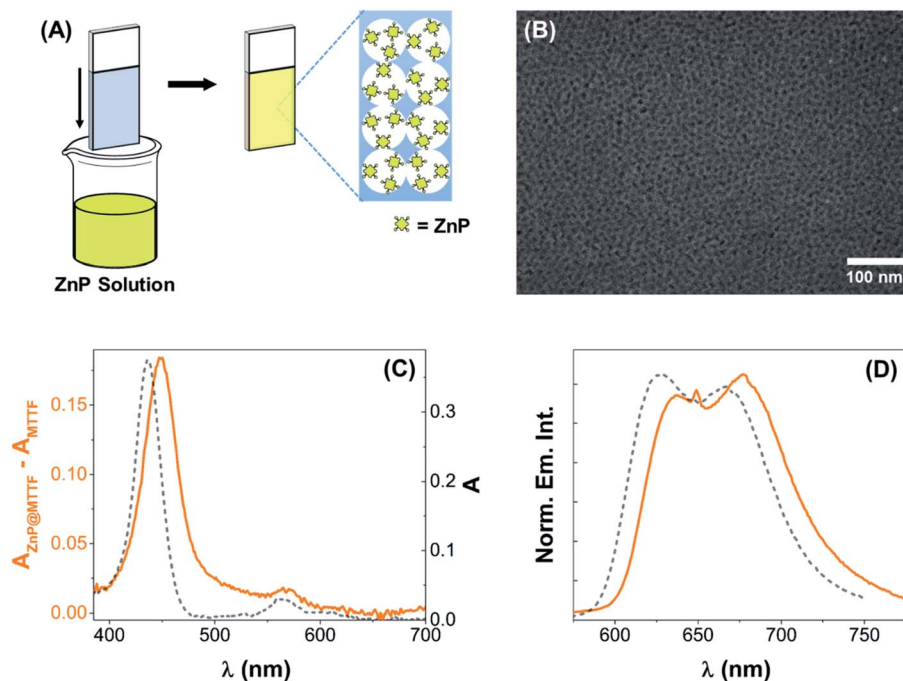 (A)
ZnP Solution
= ZnP
(B)
100 nm
(C)
A_ZnP@MTTF - A_MTTF
0.15
0.10
0.05
0.00
A
0.3
0.2
0.1
0.0
400 500 600 700
λ (nm)
(D)
Norm. Em. Int.
600 650 700 750
λ (nm)